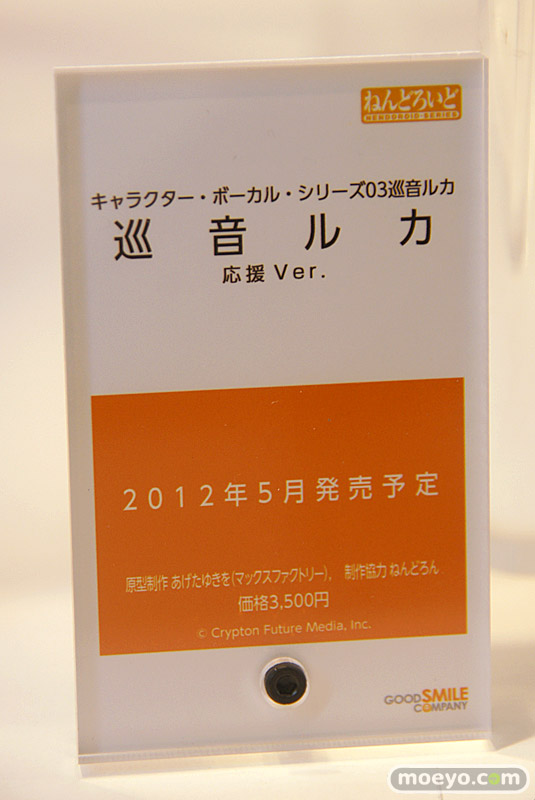 ねんどろいど
NENDOROID-SERIES
キャラクター・ボーカル・シリーズ03巡音ルカ
巡音ルカ
応援 Ver.
2012年5月発売予定
原型制作 あげたゆきを(マックスファクトリー)、 制作協力 ねんどろん
価格3,500円
© Crypton Future Media, Inc.
GOOD SMILE
COMPANY
moeyo.com